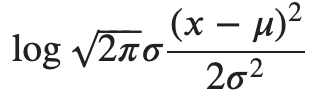 log √2πσ (x − μ)² / 2σ²